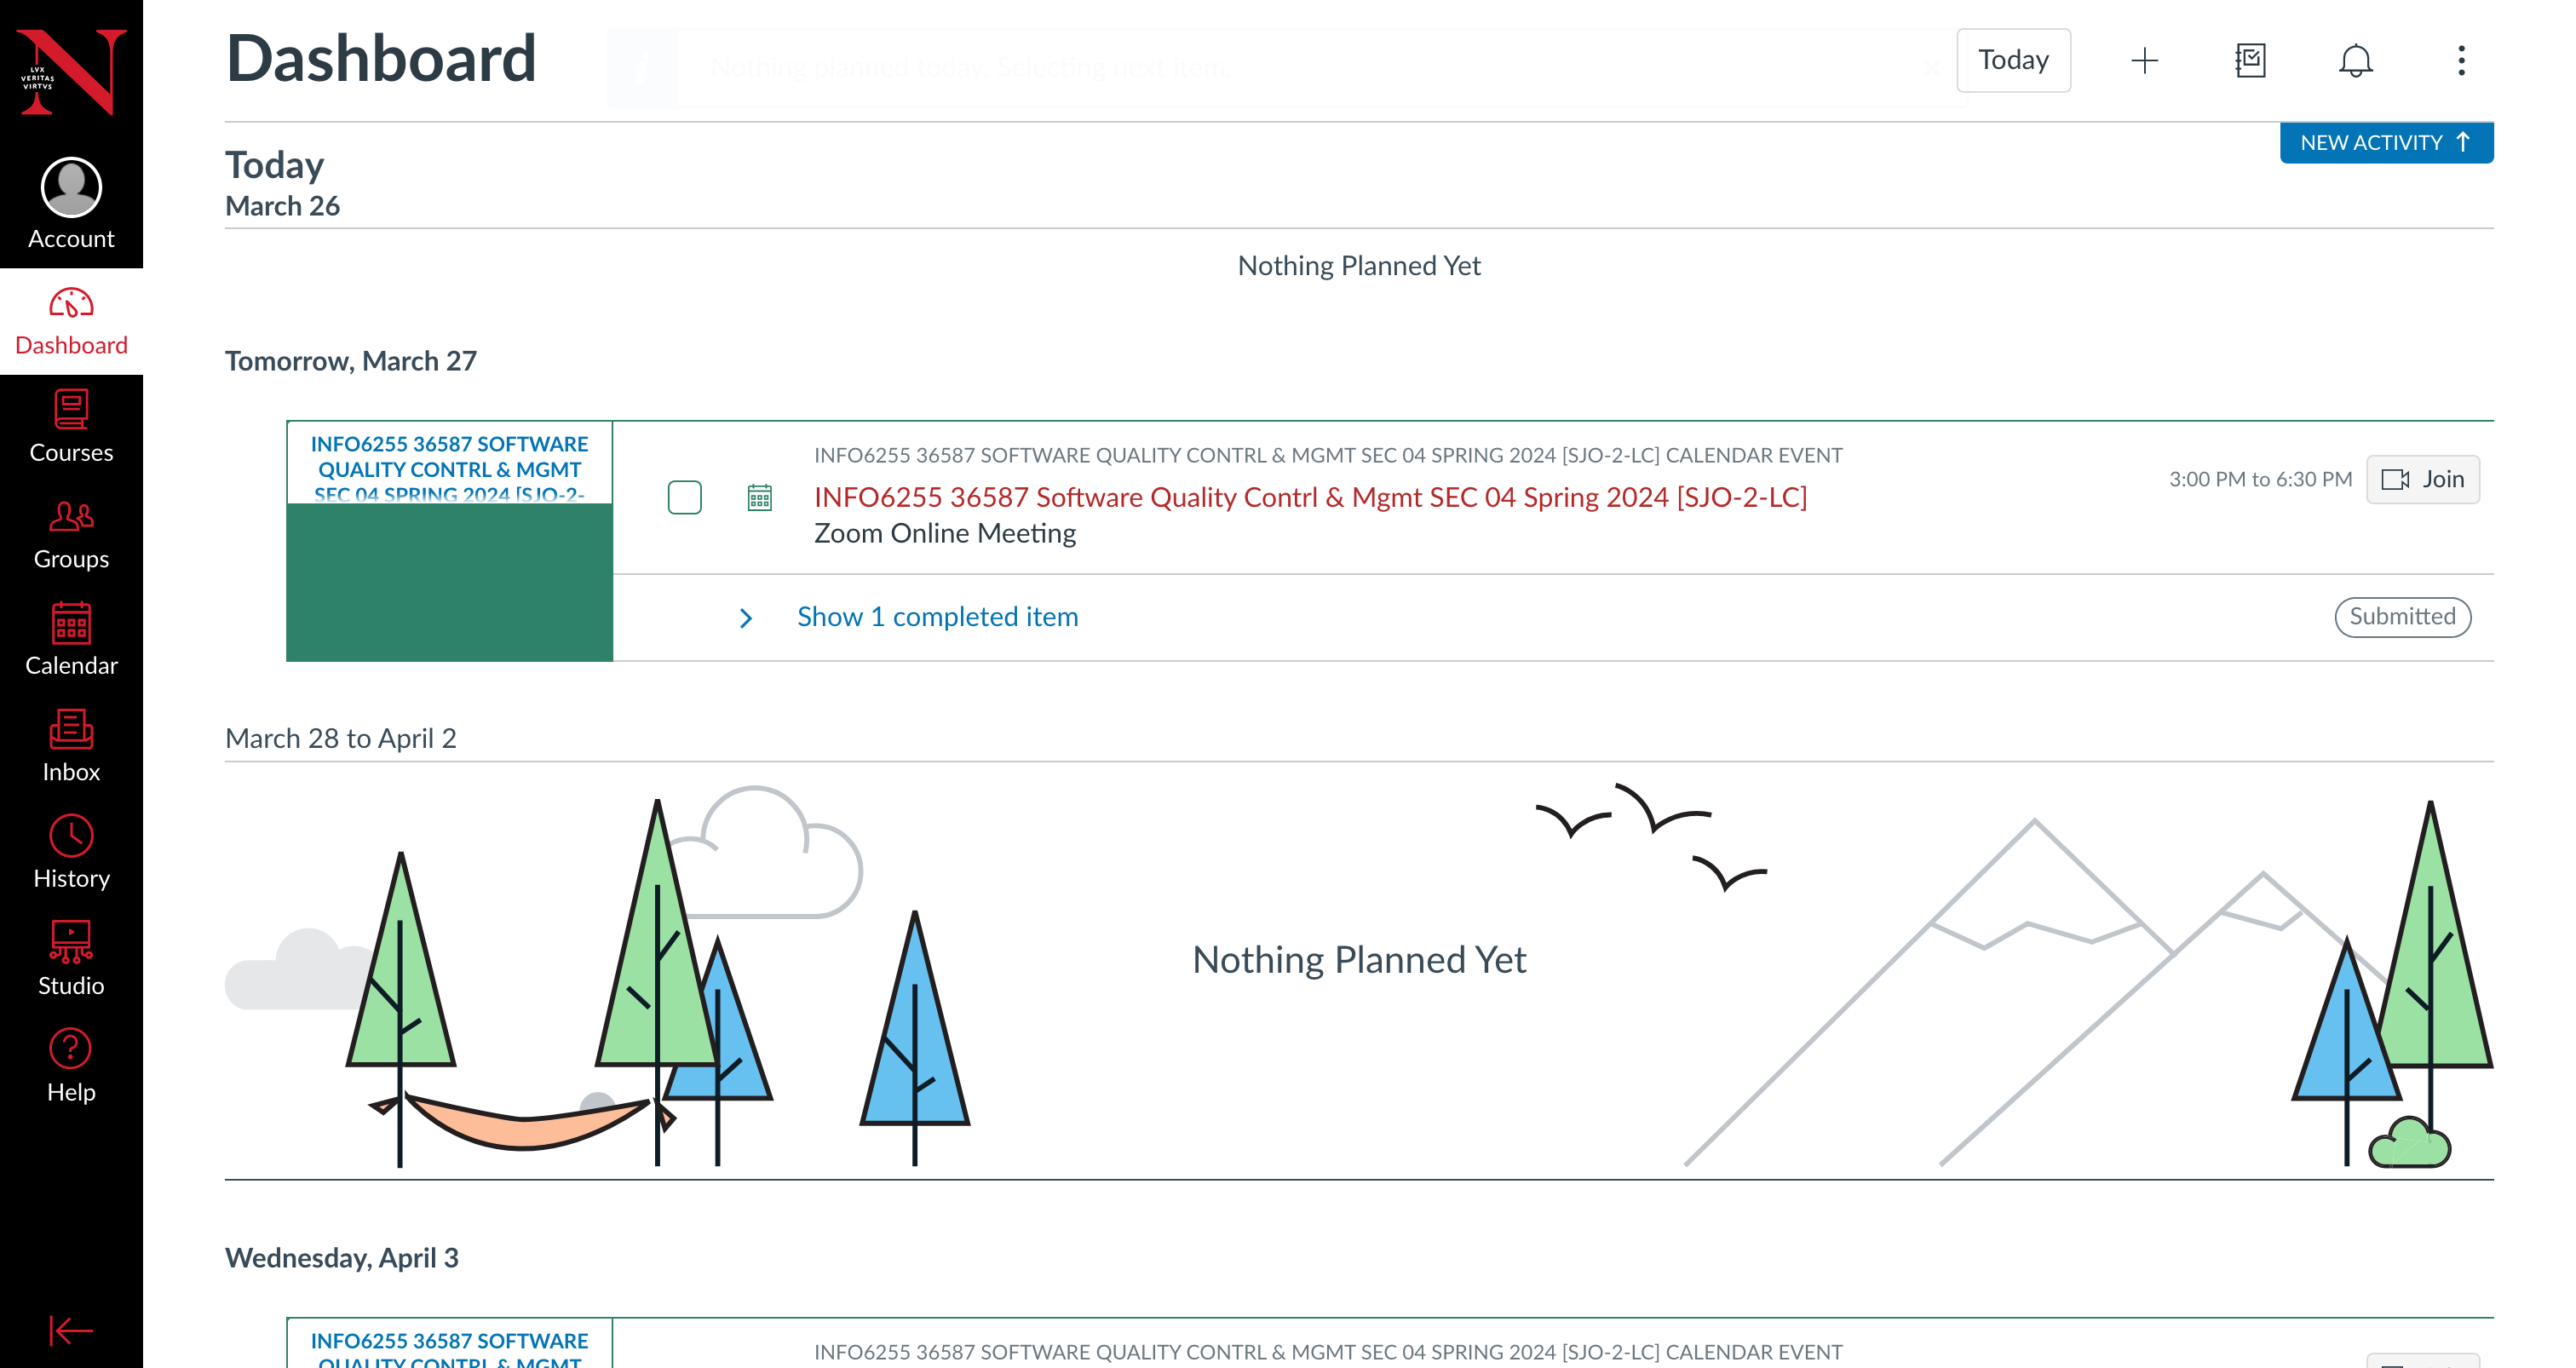 LVX
VERITAS
VIRTVS
Account
Dashboard
Courses
Groups
Calendar
Inbox
History
Studio
Help
Dashboard
Nothing planned today. Selecting next item.
Today
NEW ACTIVITY
Today
March 26
Nothing Planned Yet
Tomorrow, March 27
INFO6255 36587 SOFTWARE
QUALITY CONTRL & MGMT
SEC 04 SPRING 2024 [SJO-2-
INFO6255 36587 SOFTWARE QUALITY CONTRL & MGMT SEC 04 SPRING 2024 [SJO-2-LC] CALENDAR EVENT
INFO6255 36587 Software Quality Contrl & Mgmt SEC 04 Spring 2024 [SJO-2-LC]
Zoom Online Meeting
3:00 PM to 6:30 PM
Join
Show 1 completed item
Submitted
March 28 to April 2
Nothing Planned Yet
Wednesday, April 3
INFO6255 36587 SOFTWARE
QUALITY CONTRL & MGMT
INFO6255 36587 SOFTWARE QUALITY CONTRL & MGMT SEC 04 SPRING 2024 [SJO-2-LC] CALENDAR EVENT